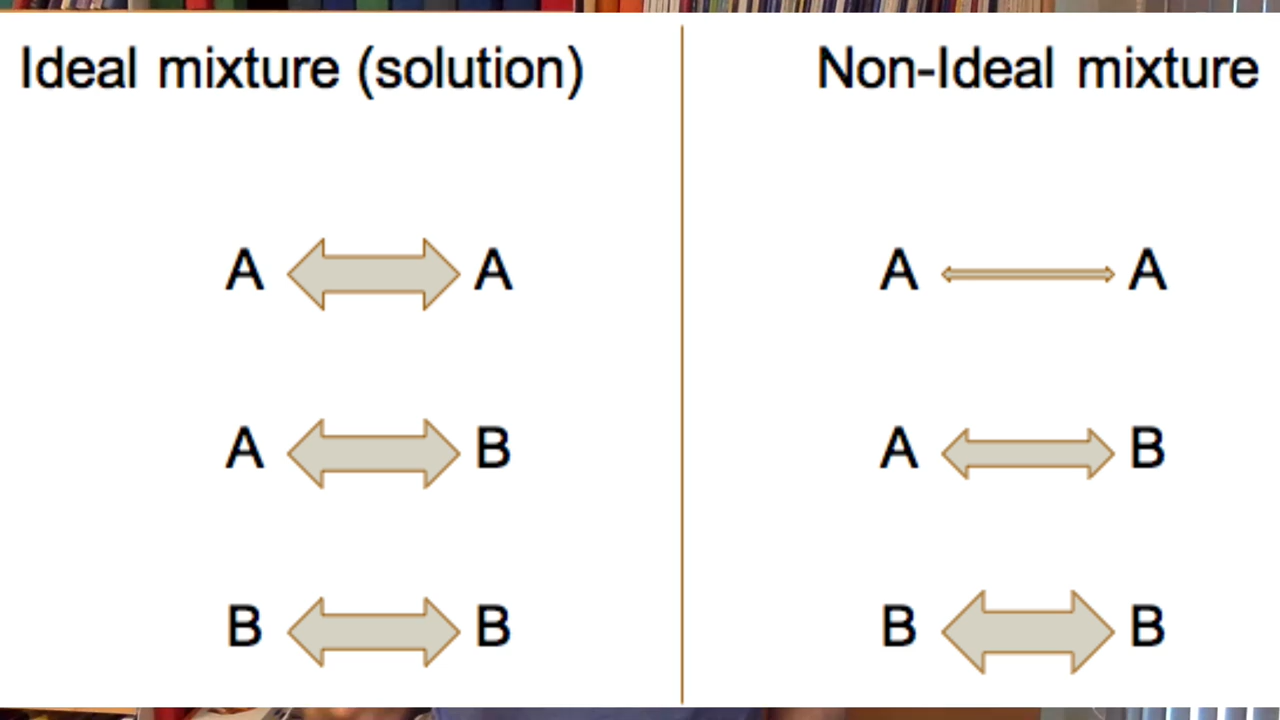 Ideal mixture (solution)
A A
A B
B B
Non-Ideal mixture
A A
A B
B B